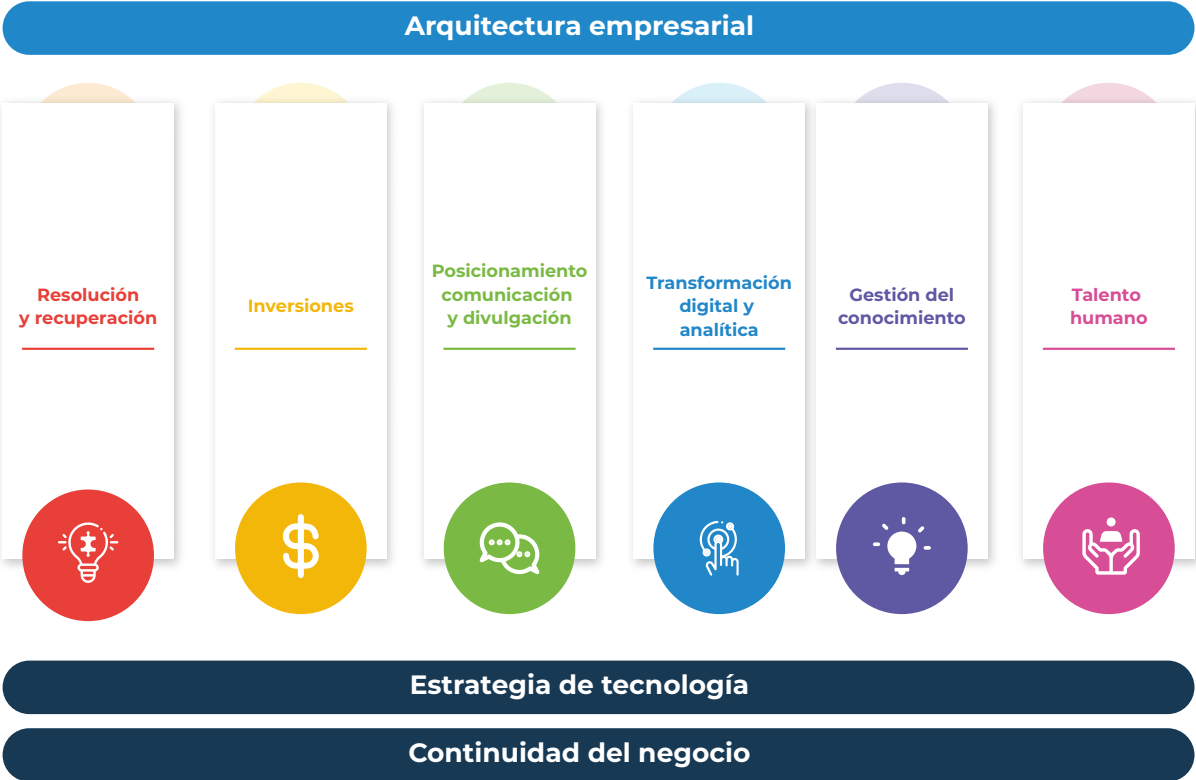 Arquitectura empresarial
Resolución
y recuperación
Inversiones
Posicionamiento
comunicación
y divulgación
Transformación
digital y
analítica
Gestión del
conocimiento
Talento
humano
$
Estrategia de tecnología
Continuidad del negocio